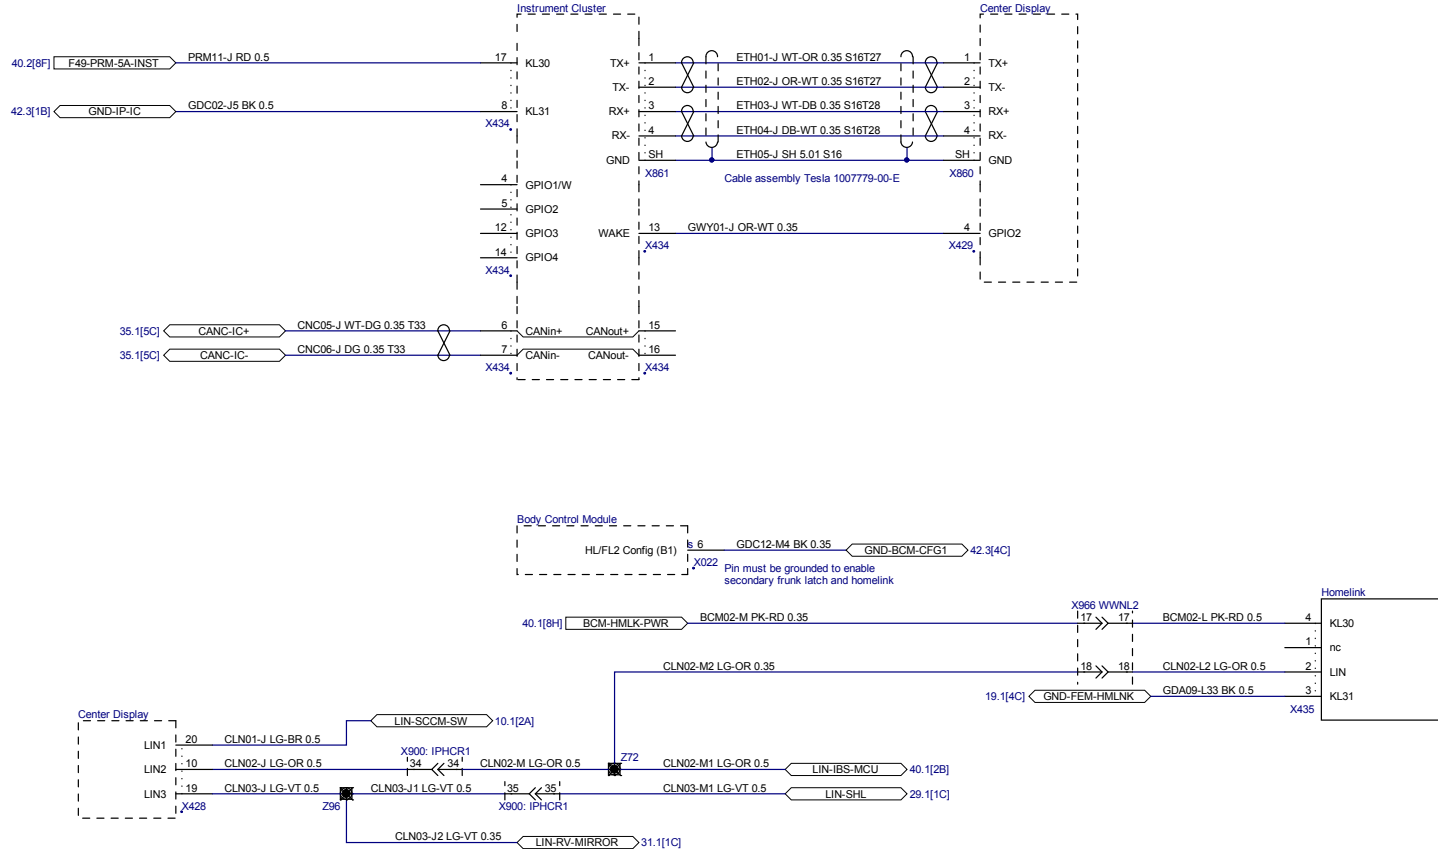 Instrument Cluster
Center Display
40.2[8F] F49-PRM-5A-INST PRM11-J RD 0.5 17 KL30 TX+ 1 ETH01-J WT-OR 0.35 S16T27 1 TX+
TX- 2 ETH02-J OR-WT 0.35 S16T27 2 TX-
42.3[1B] GND-IP-IC GDC02-J5 BK 0.5 8 KL31 RX+ 3 ETH03-J WT-DB 0.35 S16T28 3 RX+
X434 RX- 4 ETH04-J DB-WT 0.35 S16T28 4 RX-
GND SH ETH05-J SH 5.01 S16 SH GND
X861 Cable assembly Tesla 1007779-00-E X860
4 GPIO1/W
5 GPIO2
12 GPIO3 WAKE 13 GWY01-J OR-WT 0.35 4 GPIO2
X434 X429
14 GPIO4
X434
35.1[5C] CANC-IC+ CNC05-J WT-DG 0.35 T33 6 CANin+ CANout+ 15
35.1[5C] CANC-IC- CNC06-J DG 0.35 T33 7 CANin- CANout- 16
X434 X434
Body Control Module
HL/FL2 Config (B1) s 6 GDC12-M4 BK 0.35 GND-BCM-CFG1 42.3[4C]
X022 Pin must be grounded to enable
secondary frunk latch and homelink
Homelink
X966 WWNL2
40.1[8H] BCM-HMLK-PWR BCM02-M PK-RD 0.35 17 17 BCM02-L PK-RD 0.5 4 KL30
1 nc
CLN02-M2 LG-OR 0.35 18 18 CLN02-L2 LG-OR 0.5 2 LIN
19.1[4C] GND-FEM-HMLNK GDA09-L33 BK 0.5 3 KL31
X435
Center Display
LIN-SCCM-SW 10.1[2A]
LIN1 20 CLN01-J LG-BR 0.5
X900: IPHCR1 Z72
LIN2 10 CLN02-J LG-OR 0.5 34 34 CLN02-M LG-OR 0.5 CLN02-M1 LG-OR 0.5 LIN-IBS-MCU 40.1[2B]
LIN3 19 CLN03-J LG-VT 0.5 CLN03-J1 LG-VT 0.5 35 35 CLN03-M1 LG-VT 0.5 LIN-SHL 29.1[1C]
X428 Z96 X900: IPHCR1
CLN03-J2 LG-VT 0.35 LIN-RV-MIRROR 31.1[1C]